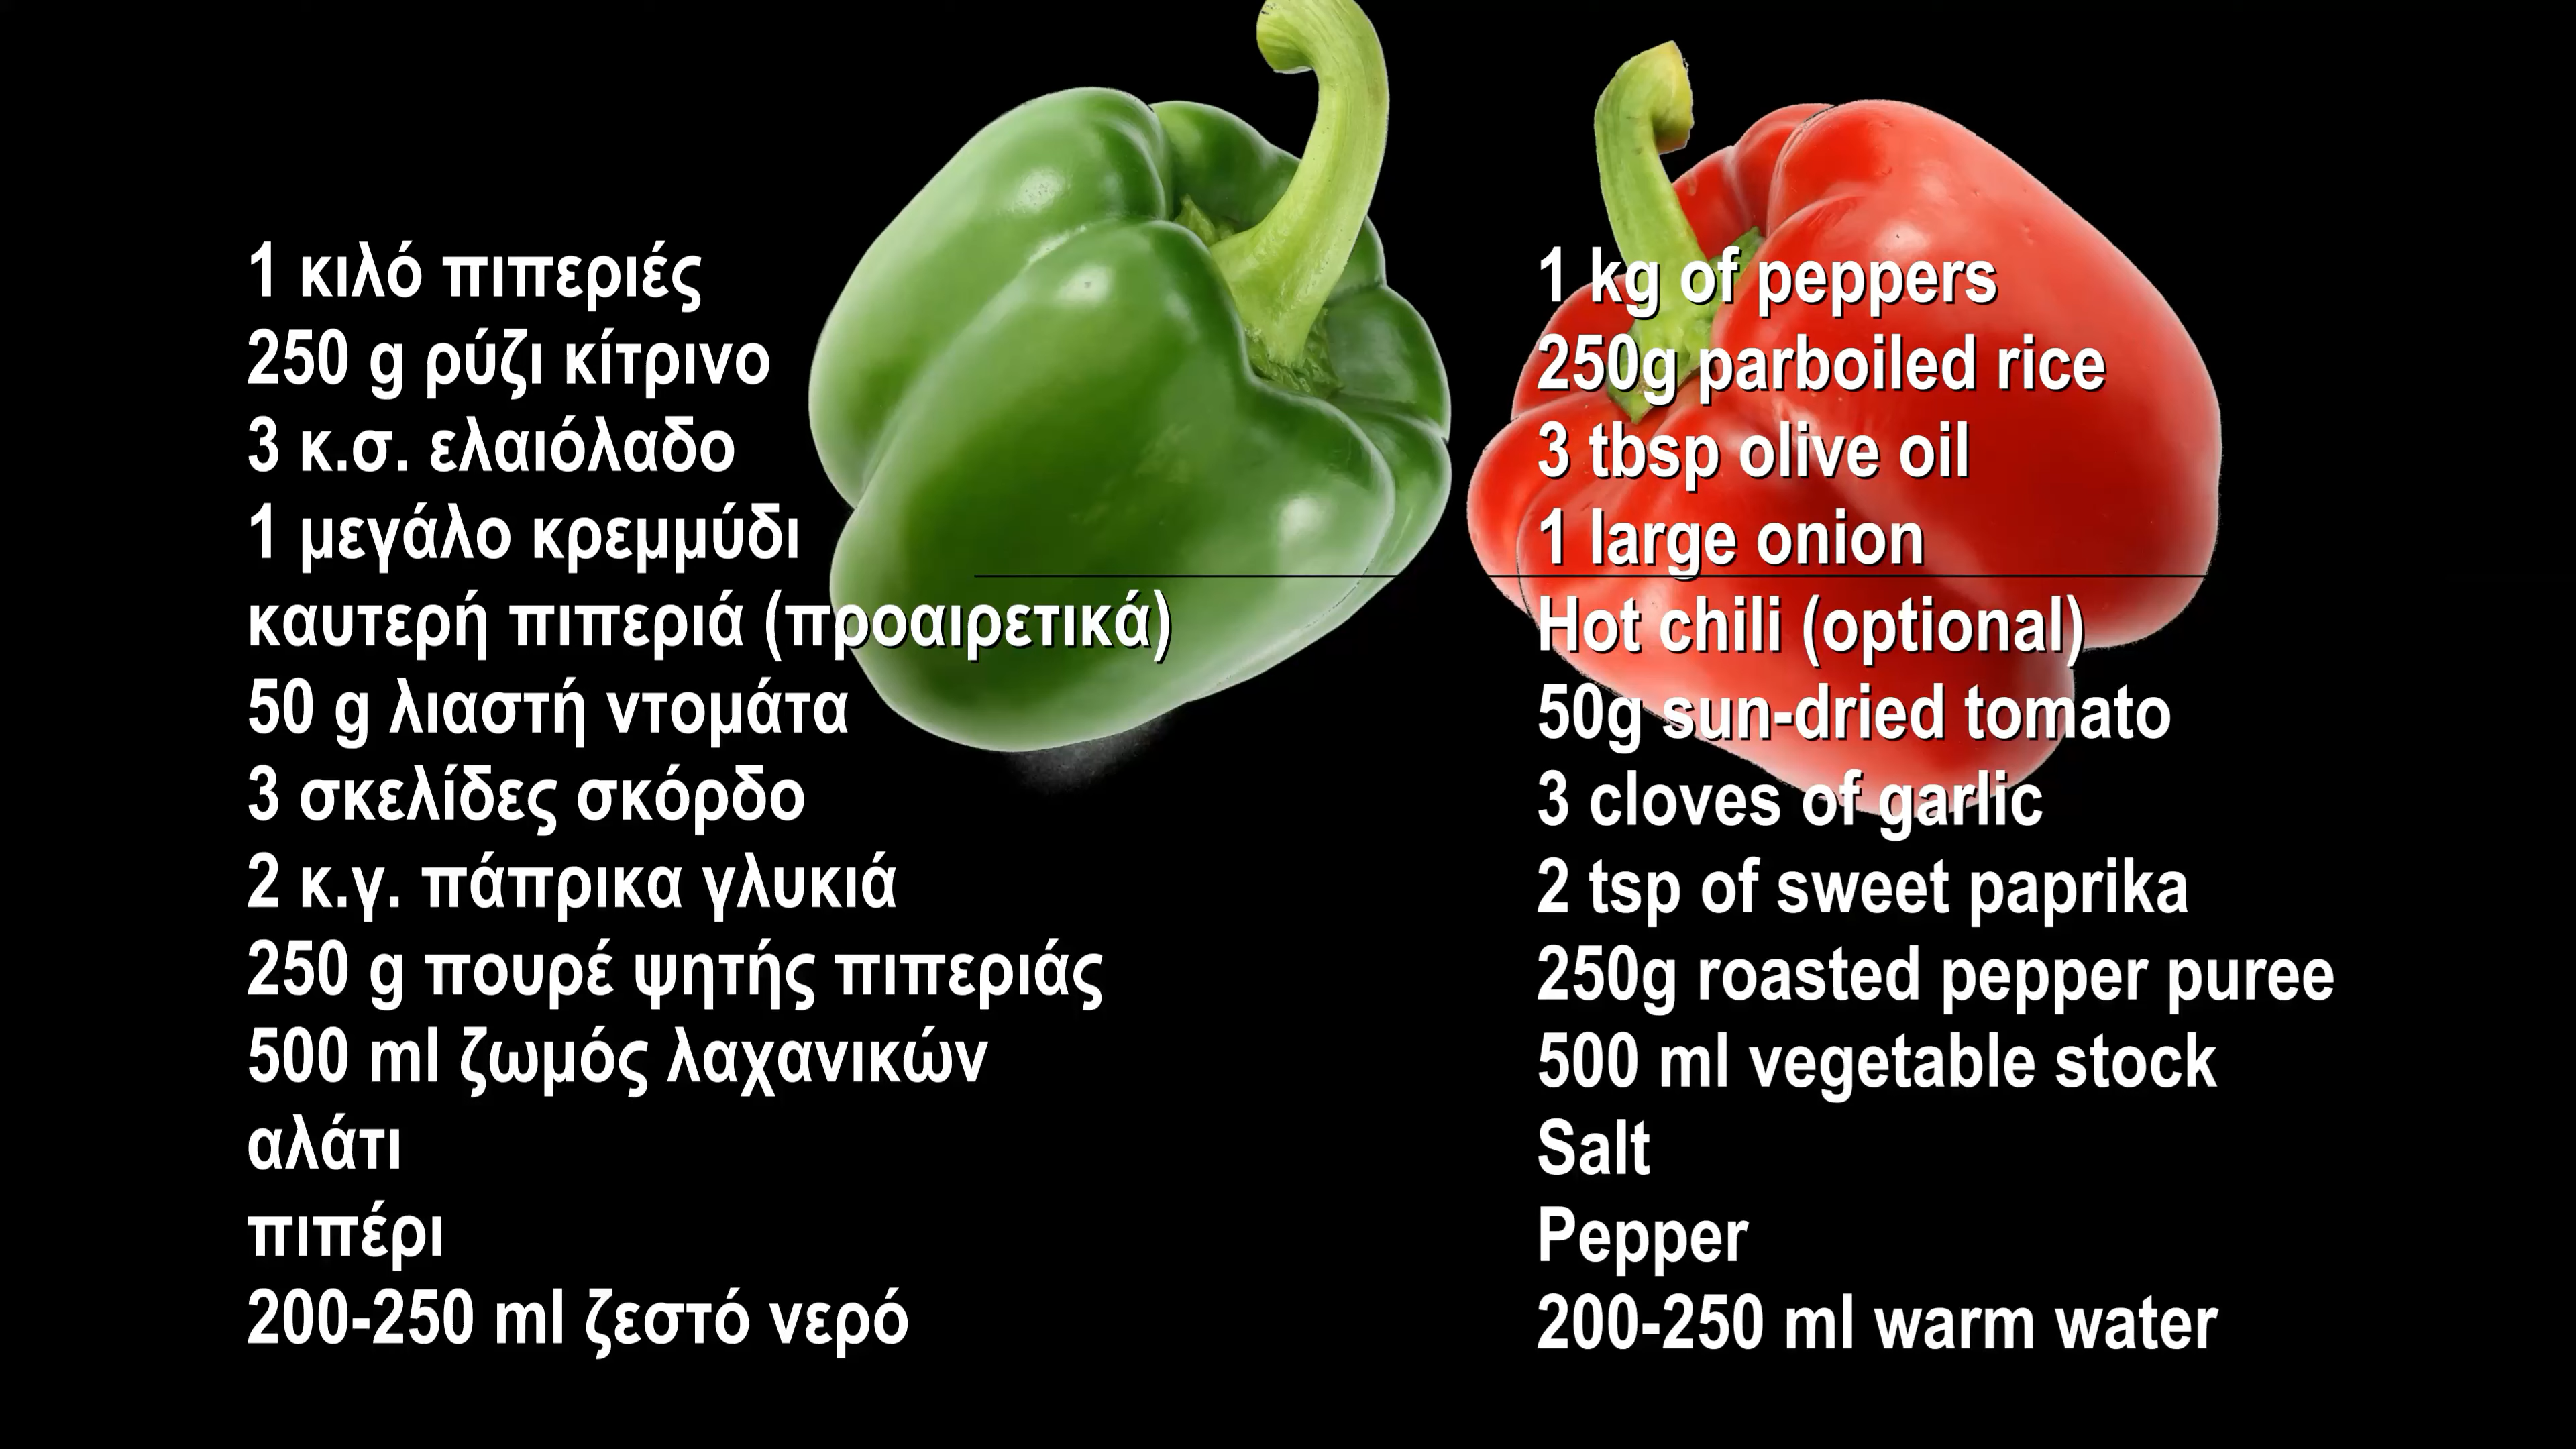 1 κιλό πιπεριές
250 g ρύζι κίτρινο
3 κ.σ. ελαιόλαδο
1 μεγάλο κρεμμύδι
καυτερή πιπεριά (προαιρετικά)
50 g λιαστή ντομάτα
3 σκελίδες σκόρδο
2 κ.γ. πάπρικα γλυκιά
250 g πουρέ ψητής πιπεριάς
500 ml ζωμός λαχανικών
αλάτι
πιπέρι
200-250 ml ζεστό νερό
1 kg of peppers
250g parboiled rice
3 tbsp olive oil
1 large onion
Hot chili (optional)
50g sun-dried tomato
3 cloves of garlic
2 tsp of sweet paprika
250g roasted pepper puree
500 ml vegetable stock
Salt
Pepper
200-250 ml warm water